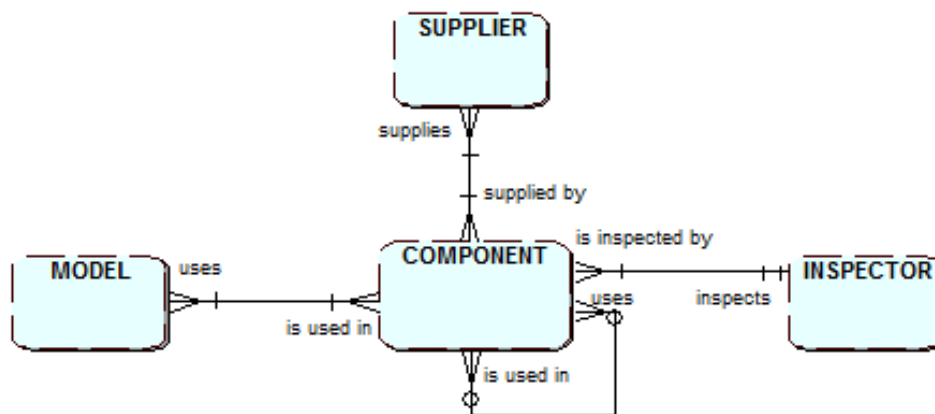 SUPPLIER
supplies
supplied by
is inspected by
MODEL
uses
COMPONENT
INSPECTOR
uses
inspects
is used in
is used in